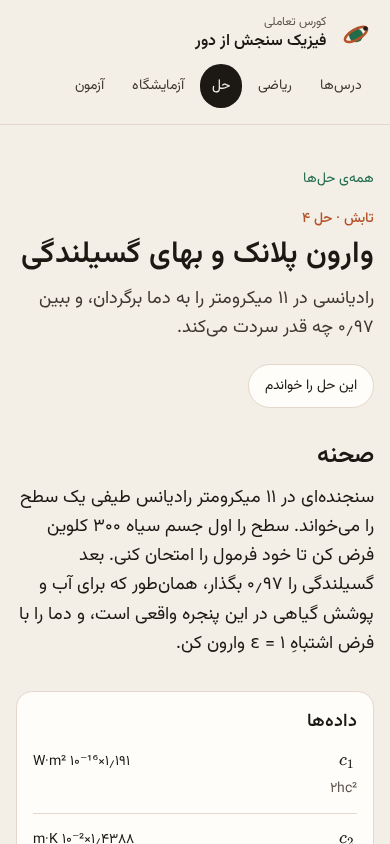 کورس تعاملی
فیزیک سنجش از دور
درس‌ها
ریاضی
حل
آزمایشگاه
آزمون
همه‌ی حل‌ها
تابش · حل ۴
وارون پلانک و بهای گسیلندگی
رادیانسی در ۱۱ میکرومتر را به دما برگردان، و ببین
۰٫۹۷ چه قدر سردت می‌کند.
این حل را خواندم
صحنه
سنجنده‌ای در ۱۱ میکرومتر رادیانس طیفی یک سطح
را می‌خواند. سطح را اول جسم سیاه ۳۰۰ کلوین
فرض کن تا خود فرمول را امتحان کنی. بعد
گسیلندگی را ۰٫۹۷ بگذار، همان‌طور که برای آب و
پوشش گیاهی در این پنجره واقعی است، و دما را با
فرض اشتباهِ ε = ۱ وارون کن.
داده‌ها
c₁
۱٫۱۹۱×۱۰⁻¹⁶ W·m²
۲hc²
c₂
۱٫۴۳۸۸×۱۰⁻² m·K